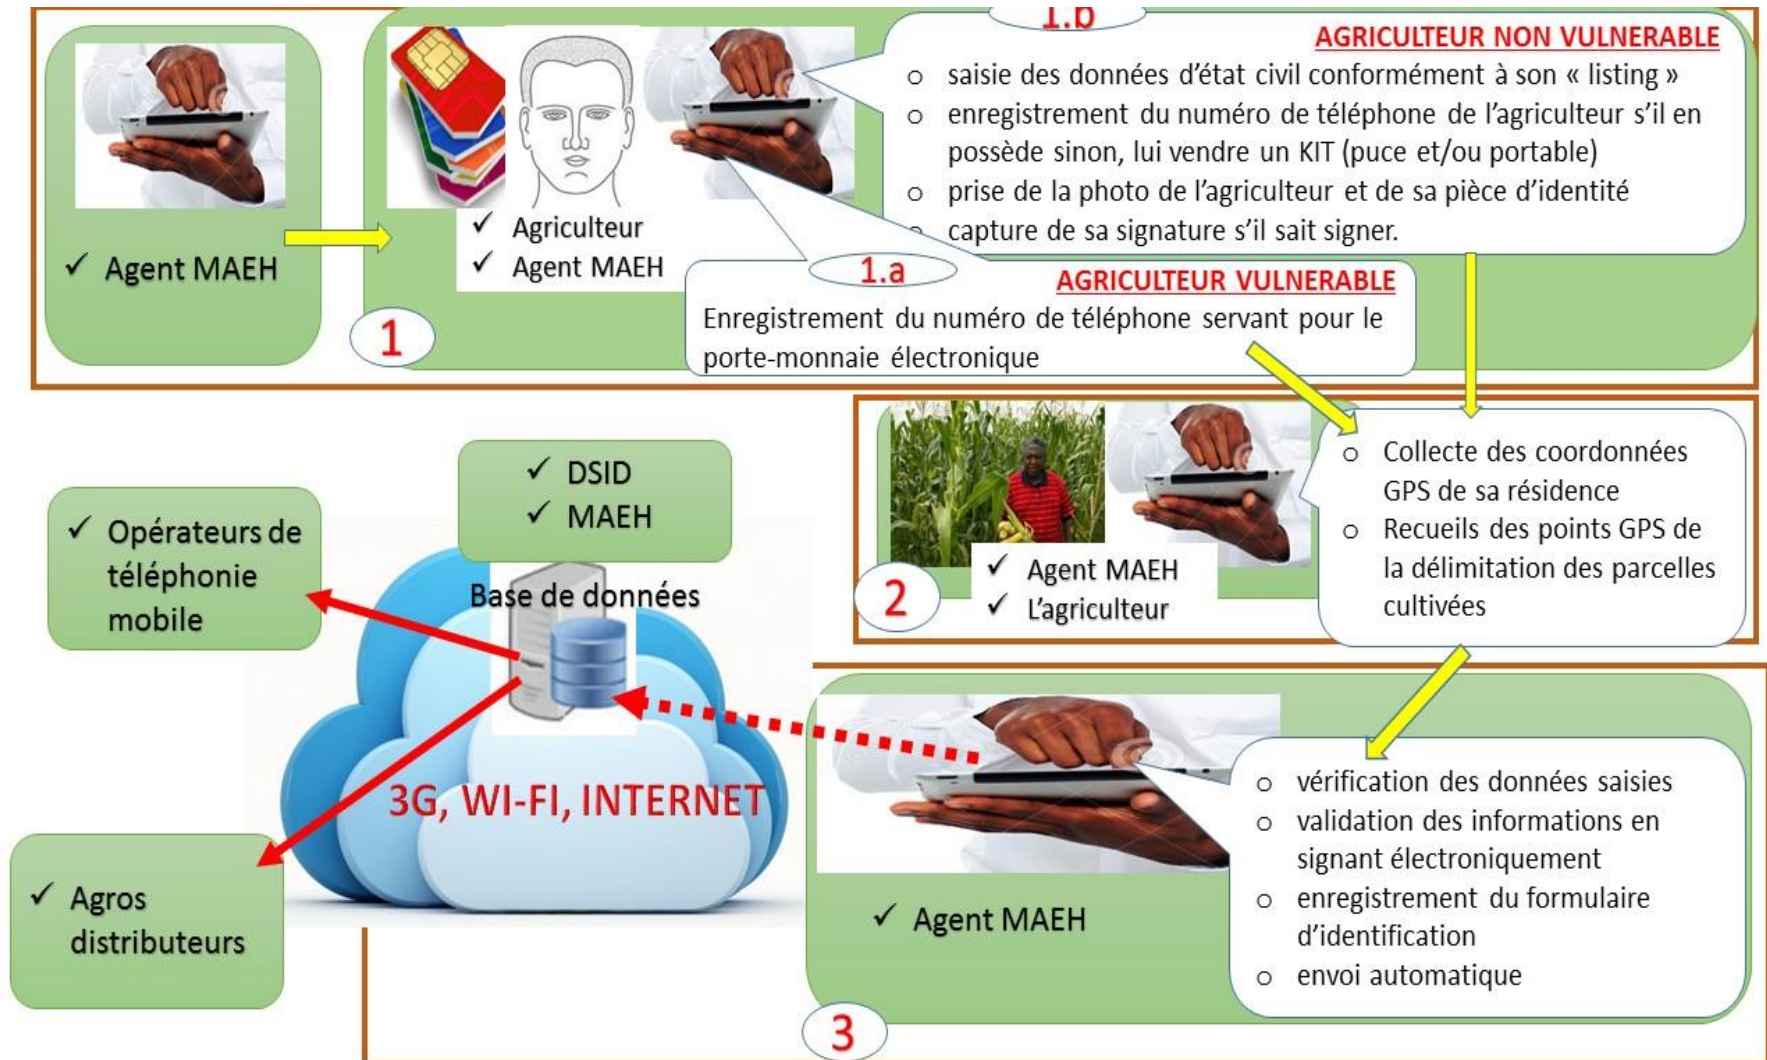 ✓ Agent MAEH
✓ Agriculteur
✓ Agent MAEH
1
1.b
AGRICULTEUR NON VULNERABLE
o saisie des données d’état civil conformément à son « listing »
o enregistrement du numéro de téléphone de l’agriculteur s’il en
possède sinon, lui vendre un KIT (puce et/ou portable)
o prise de la photo de l’agriculteur et de sa pièce d’identité
o capture de sa signature s’il sait signer.
1.a
AGRICULTEUR VULNERABLE
Enregistrement du numéro de téléphone servant pour le
porte-monnaie électronique
2
✓ Agent MAEH
✓ L’agriculteur
o Collecte des coordonnées
GPS de sa résidence
o Recueils des points GPS de
la délimitation des parcelles
cultivées
3
✓ Agent MAEH
o vérification des données saisies
o validation des informations en
signant électroniquement
o enregistrement du formulaire
d’identification
o envoi automatique
✓ DSID
✓ MAEH
Base de données
3G, WI-FI, INTERNET
✓ Opérateurs de
téléphonie
mobile
✓ Agros
distributeurs